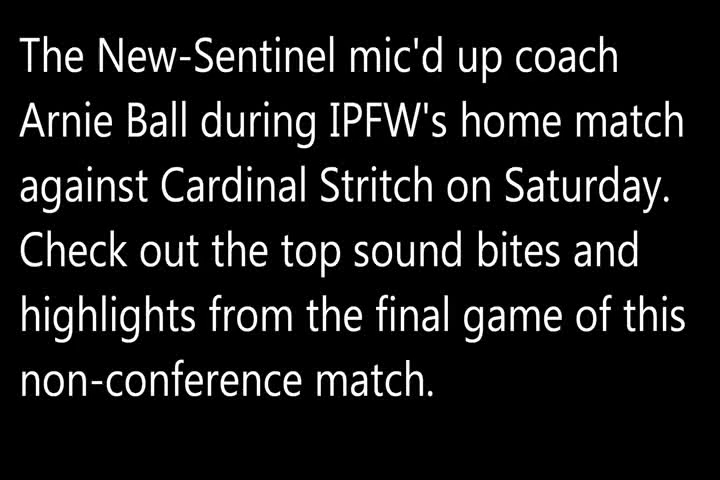 The New-Sentinel mic'd up coach
Arnie Ball during IPFW's home match
against Cardinal Stritch on Saturday.
Check out the top sound bites and
highlights from the final game of this
non-conference match.